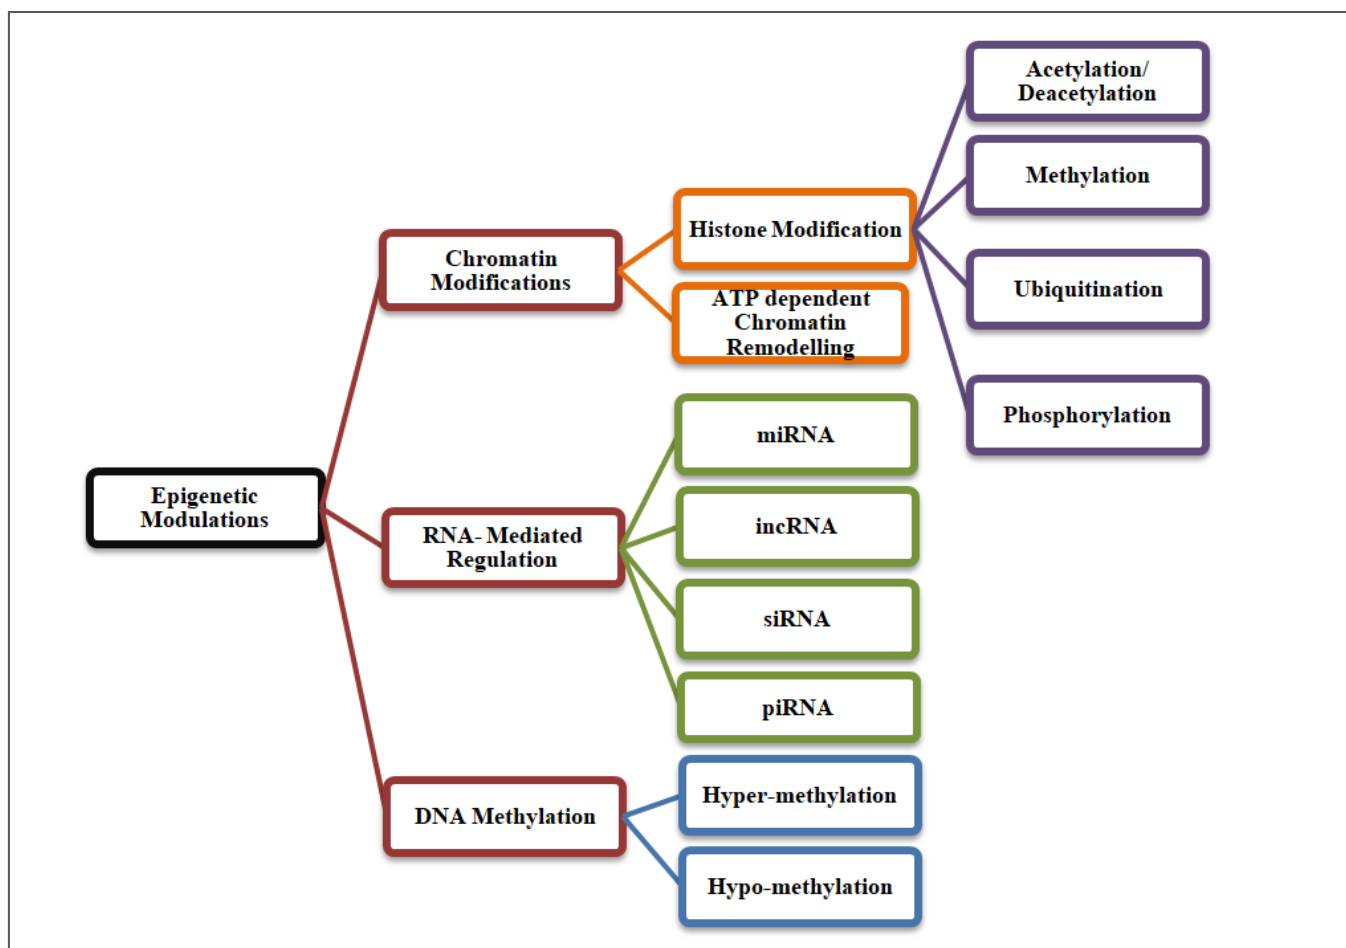 Epigenetic
Modulations
Chromatin
Modifications
Histone Modification
Acetylation/
Deacetylation
Methylation
Ubiquitination
Phosphorylation
ATP dependent
Chromatin
Remodelling
RNA- Mediated
Regulation
miRNA
incRNA
siRNA
piRNA
DNA Methylation
Hyper-methylation
Hypo-methylation